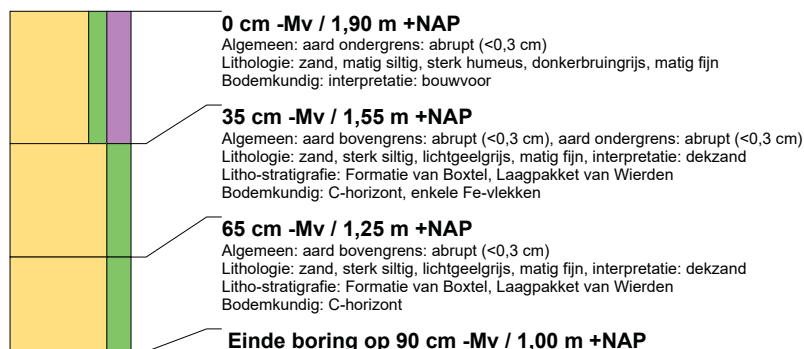 0 cm -Mv / 1,90 m +NAP
Algemeen: aard ondergrens: abrupt (<0,3 cm)
Lithologie: zand, matig siltig, sterk humeus, donkerbruingrijs, matig fijn
Bodemkundig: interpretatie: bouwvoor
35 cm -Mv / 1,55 m +NAP
Algemeen: aard bovengrens: abrupt (<0,3 cm), aard ondergrens: abrupt (<0,3 cm)
Lithologie: zand, sterk siltig, lichtgeelgrijs, matig fijn, interpretatie: dekzand
Litho-stratigrafie: Formatie van Boxtel, Laagpakket van Wierden
Bodemkundig: C-horizont, enkele Fe-vlekken
65 cm -Mv / 1,25 m +NAP
Algemeen: aard bovengrens: abrupt (<0,3 cm)
Lithologie: zand, sterk siltig, lichtgeelgrijs, matig fijn, interpretatie: dekzand
Litho-stratigrafie: Formatie van Boxtel, Laagpakket van Wierden
Bodemkundig: C-horizont
Einde boring op 90 cm -Mv / 1,00 m +NAP